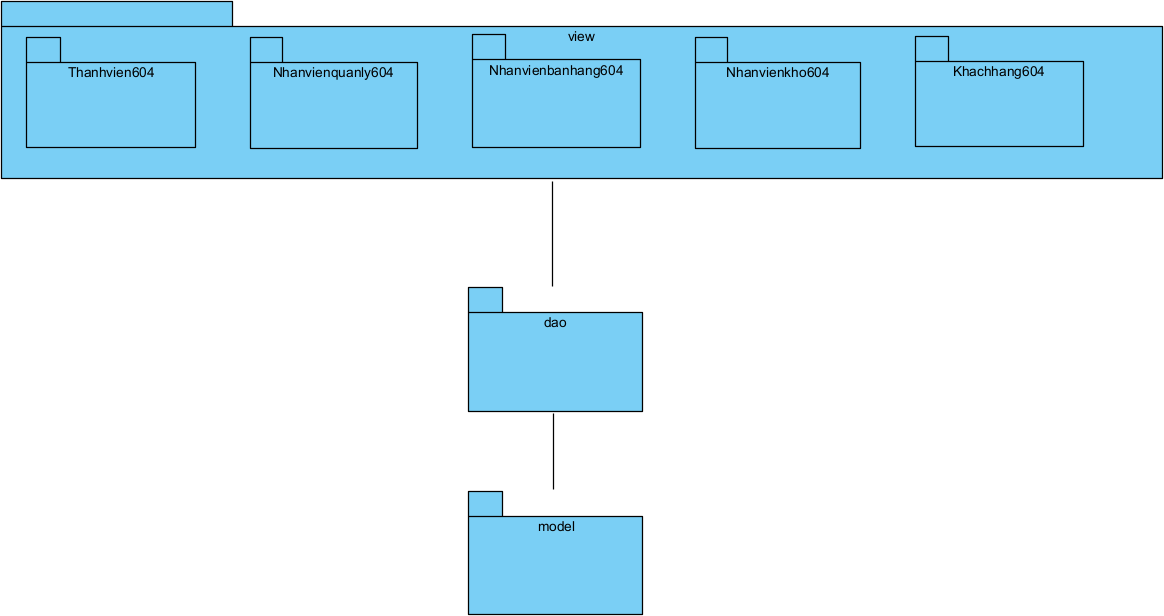 view
Thanhvien604
Nhanvienquanly604
Nhanvienbanhang604
Nhanvienkho604
Khachhang604
dao
model